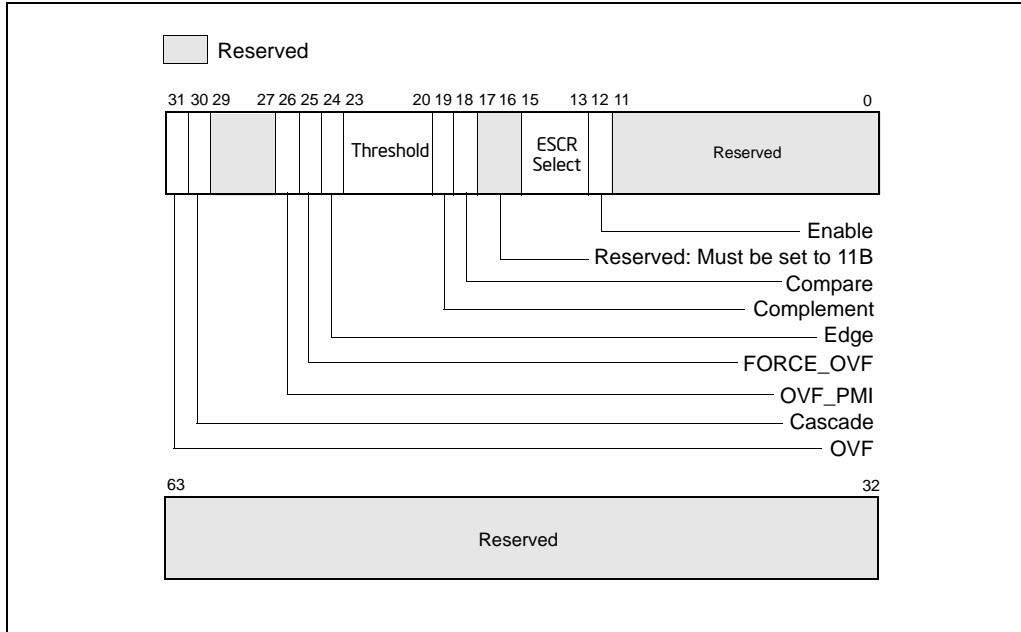 Reserved
31 30 29 27 26 25 24 23 20 19 18 17 16 15 13 12 11 0
Threshold
ESCR
Select
Reserved
Enable
Reserved: Must be set to 11B
Compare
Complement
Edge
FORCE_OVF
OVF_PMI
Cascade
OVF
63 32
Reserved